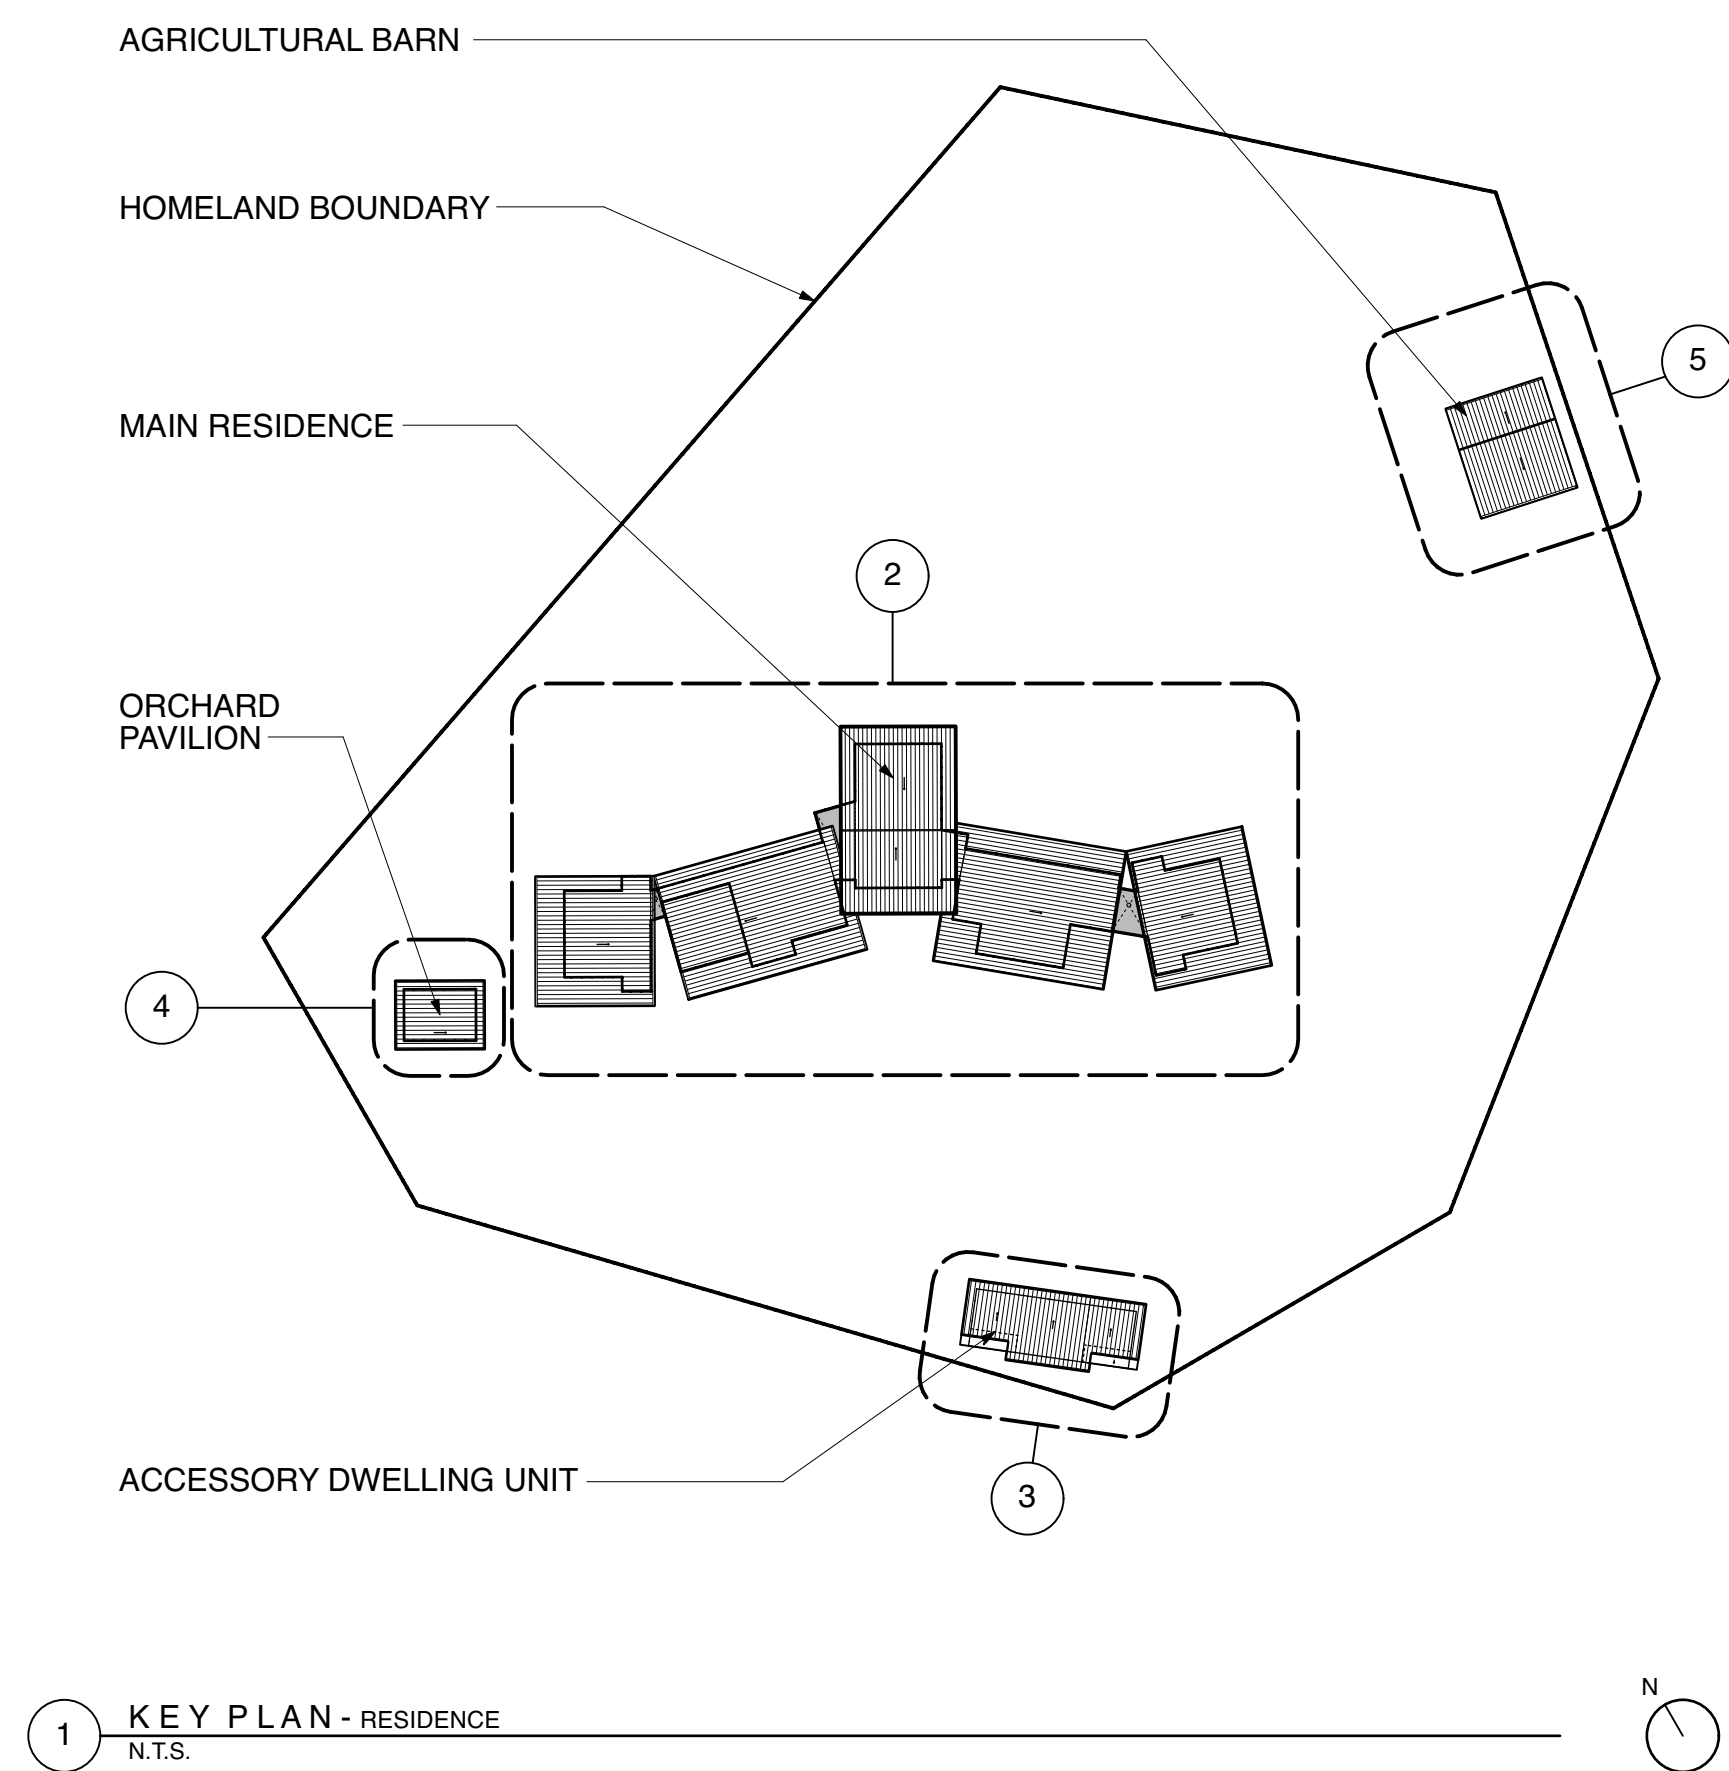 AGRICULTURAL BARN
HOMELAND BOUNDARY
5
MAIN RESIDENCE
2
ORCHARD
PAVILION
4
ACCESSORY DWELLING UNIT
3
1
KEY PLAN - RESIDENCE
N.T.S.
N